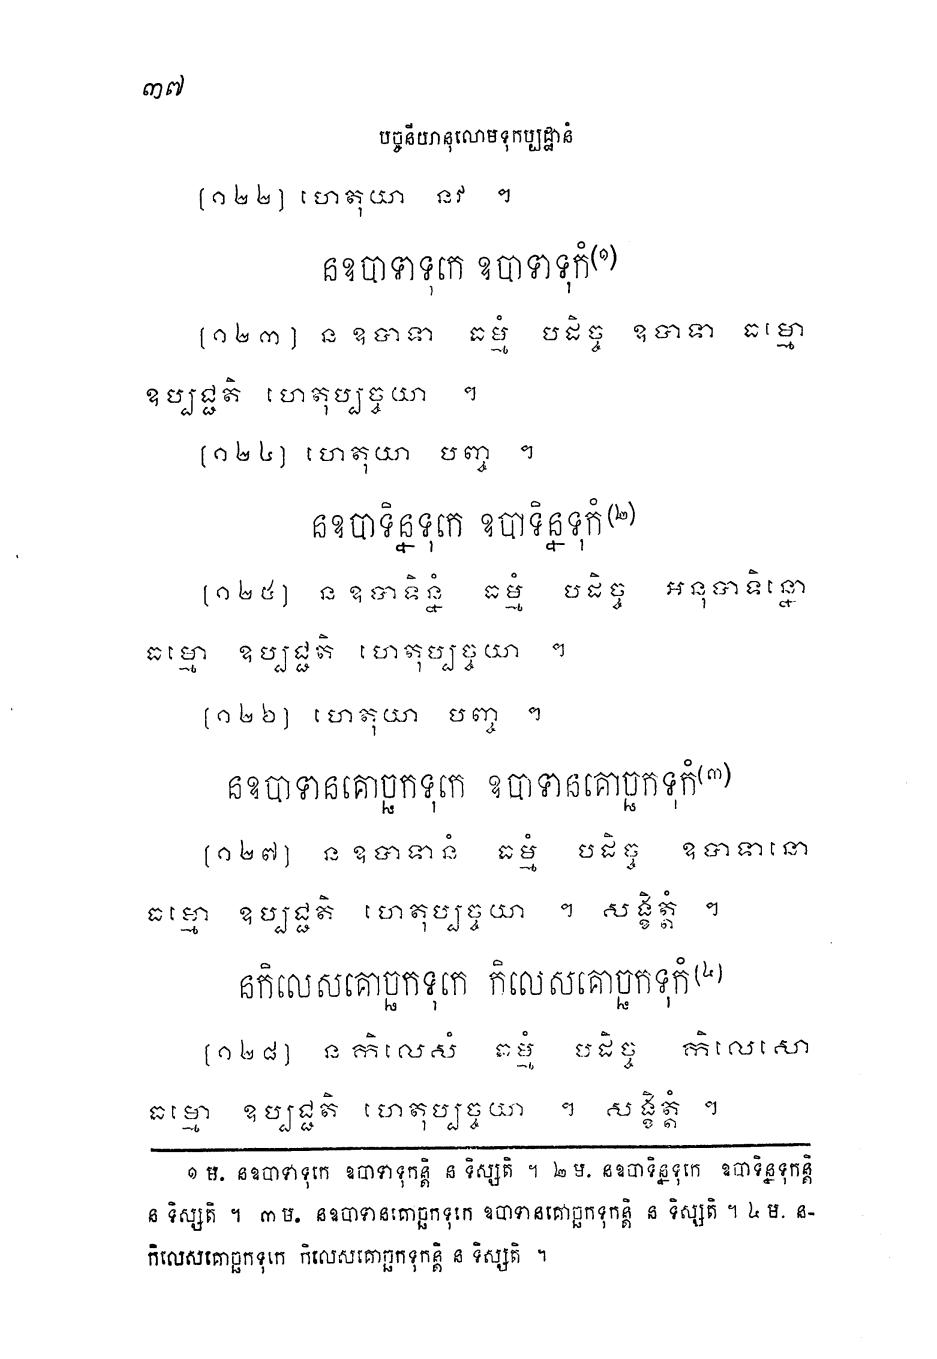 ៣៧
បច្ចនីយានុលោមទុកប្បដ្ឋានំ
[១២២] ហេតុយា នវ ។
នឧបាទាទុកេ ឧបាទាទុកំ(១)
[១២៣] ន ឧបាទា ធម្មំ បដិច្ច ឧបាទា ធម្មោ
ឧប្បជ្ជតិ ហេតុប្បច្ចយា ។
[១២៤] ហេតុយា បញ្ច ។
នឧបាទិន្នទុកេ ឧបាទិន្នទុកំ(២)
[១២៥] ន ឧបាទិន្នំ ធម្មំ បដិច្ច អនុបាទិន្នោ
ធម្មោ ឧប្បជ្ជតិ ហេតុប្បច្ចយា ។
[១២៦] ហេតុយា បញ្ច ។
នឧបាទានគោច្ឆកទុកេ ឧបាទានគោច្ឆកទុកំ(៣)
[១២៧] ន ឧបាទានំ ធម្មំ បដិច្ច ឧបាទានោ
ធម្មោ ឧប្បជ្ជតិ ហេតុប្បច្ចយា ។ សង្ខិត្តំ ។
នកិលេសគោច្ឆកទុកេ កិលេសគោច្ឆកទុកំ(៤)
[១២៨] ន កិលេសំ ធម្មំ បដិច្ច កិលេសោ
ធម្មោ ឧប្បជ្ជតិ ហេតុប្បច្ចយា ។ សង្ខិត្តំ ។
១ ម. នឧបាទាទុកេ ឧបាទាទុកន្តិ ន ទិស្សតិ ។ ២ ម. នឧបាទិន្នទុកេ ឧបាទិន្នទុកន្តិ
ន ទិស្សតិ ។ ៣ ម. នឧបាទានគោច្ឆកទុកេ ឧបាទានគោច្ឆកទុកន្តិ ន ទិស្សតិ ។ ៤ ម. ន-
កិលេសគោច្ឆកទុកេ កិលេសគោច្ឆកទុកន្តិ ន ទិស្សតិ ។